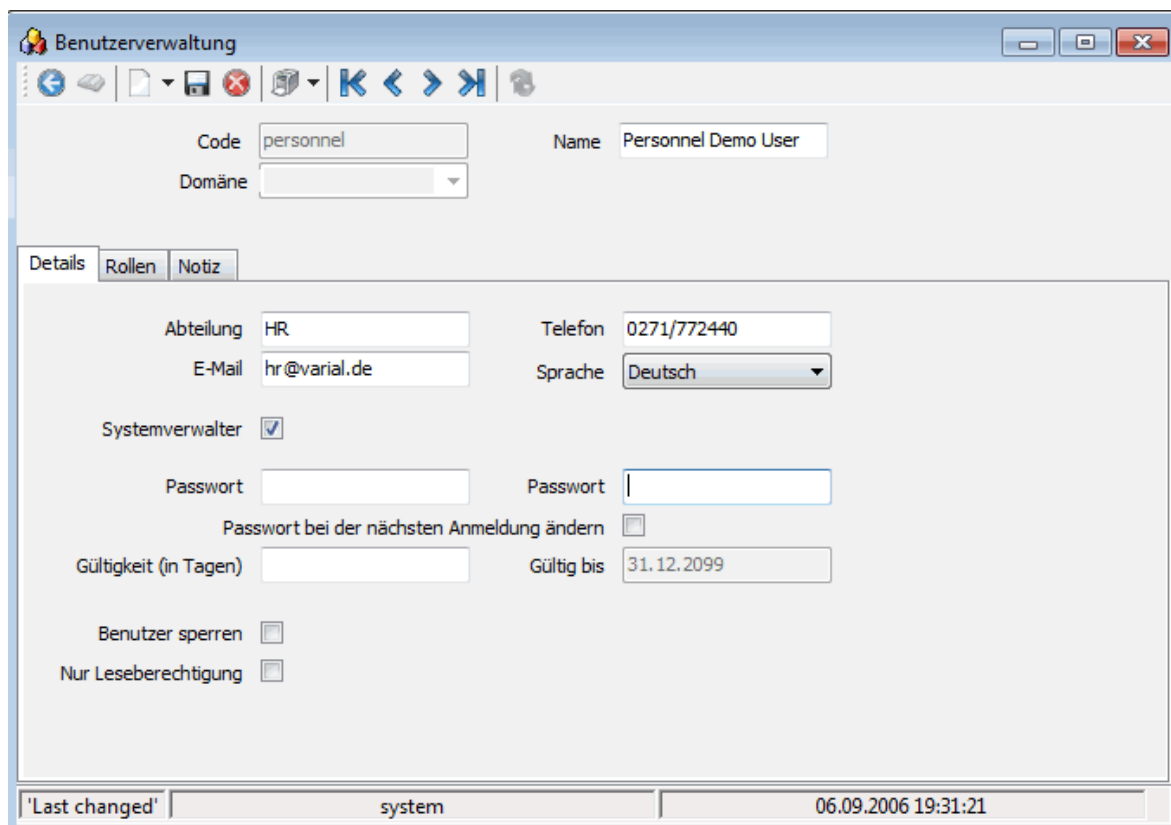 Benutzerverwaltung
Code personnel Name Personnel Demo User
Domäne
Details Rollen Notiz
Abteilung HR Telefon 0271/772440
E-Mail hr@varial.de Sprache Deutsch
Systemverwalter
Passwort Passwort
Passwort bei der nächsten Anmeldung ändern
Gültigkeit (in Tagen) Gültig bis 31.12.2099
Benutzer sperren
Nur Leseberechtigung
'Last changed' system 06.09.2006 19:31:21